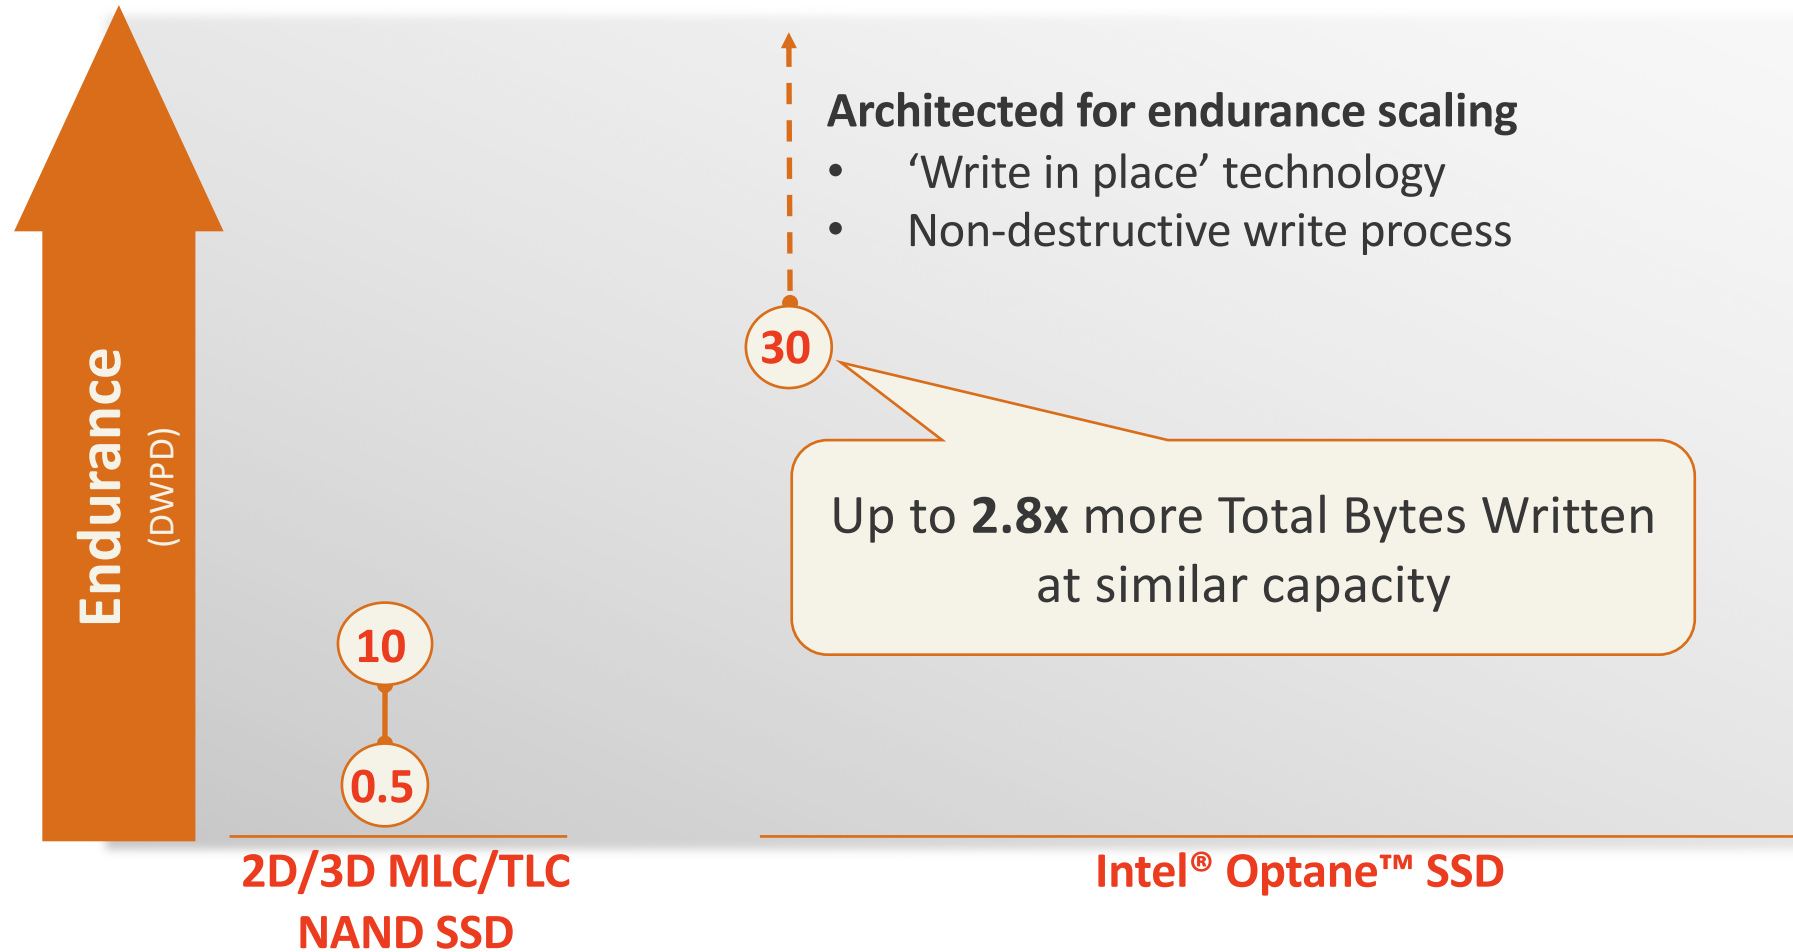 Endurance
(DWPD)
Architected for endurance scaling
• ‘Write in place’ technology
• Non-destructive write process
30
Up to 2.8x more Total Bytes Written
at similar capacity
10
0.5
2D/3D MLC/TLC
NAND SSD
Intel® Optane™ SSD